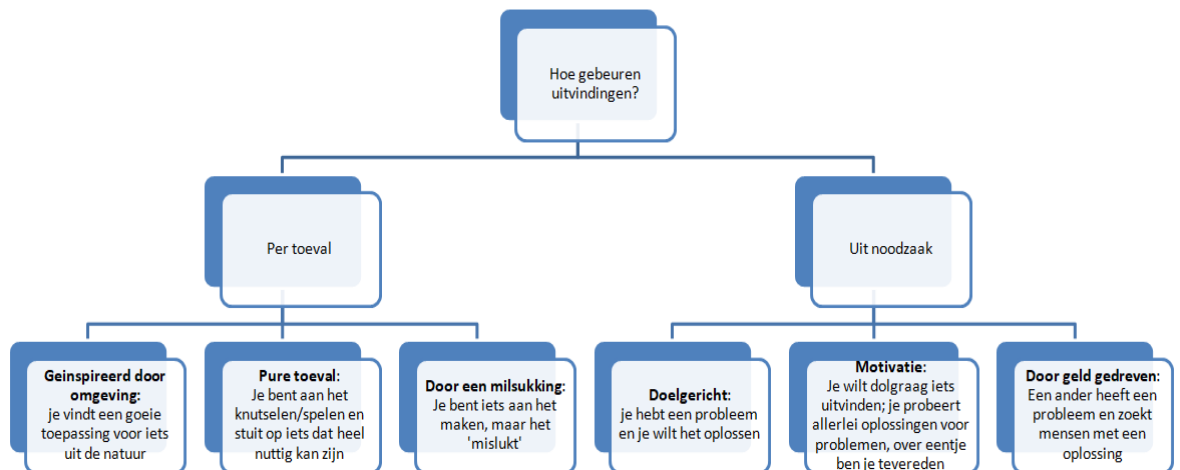 Hoe gebeuren
uitvindingen?
Per toeval
Uit noodzaak
Geinspireerd door
omgeving:
je vindt een goeie
toepassing voor iets
uit de natuur
Pure toeval:
Je bent aan het
knutselen/spelen en
stuit op iets dat heel
nuttig kan zijn
Door een milsukking:
Je bent iets aan het
maken, maar het
'mislukt'
Doelgericht:
je hebt een probleem
en je wilt het oplossen
Motivatie:
Je wilt dolgraag iets
uitvinden; je probeert
allerlei oplossingen voor
problemen, over eentje
ben je tevereden
Door geld gedreven:
Een ander heeft een
probleem en zoekt
mensen met een
oplossing